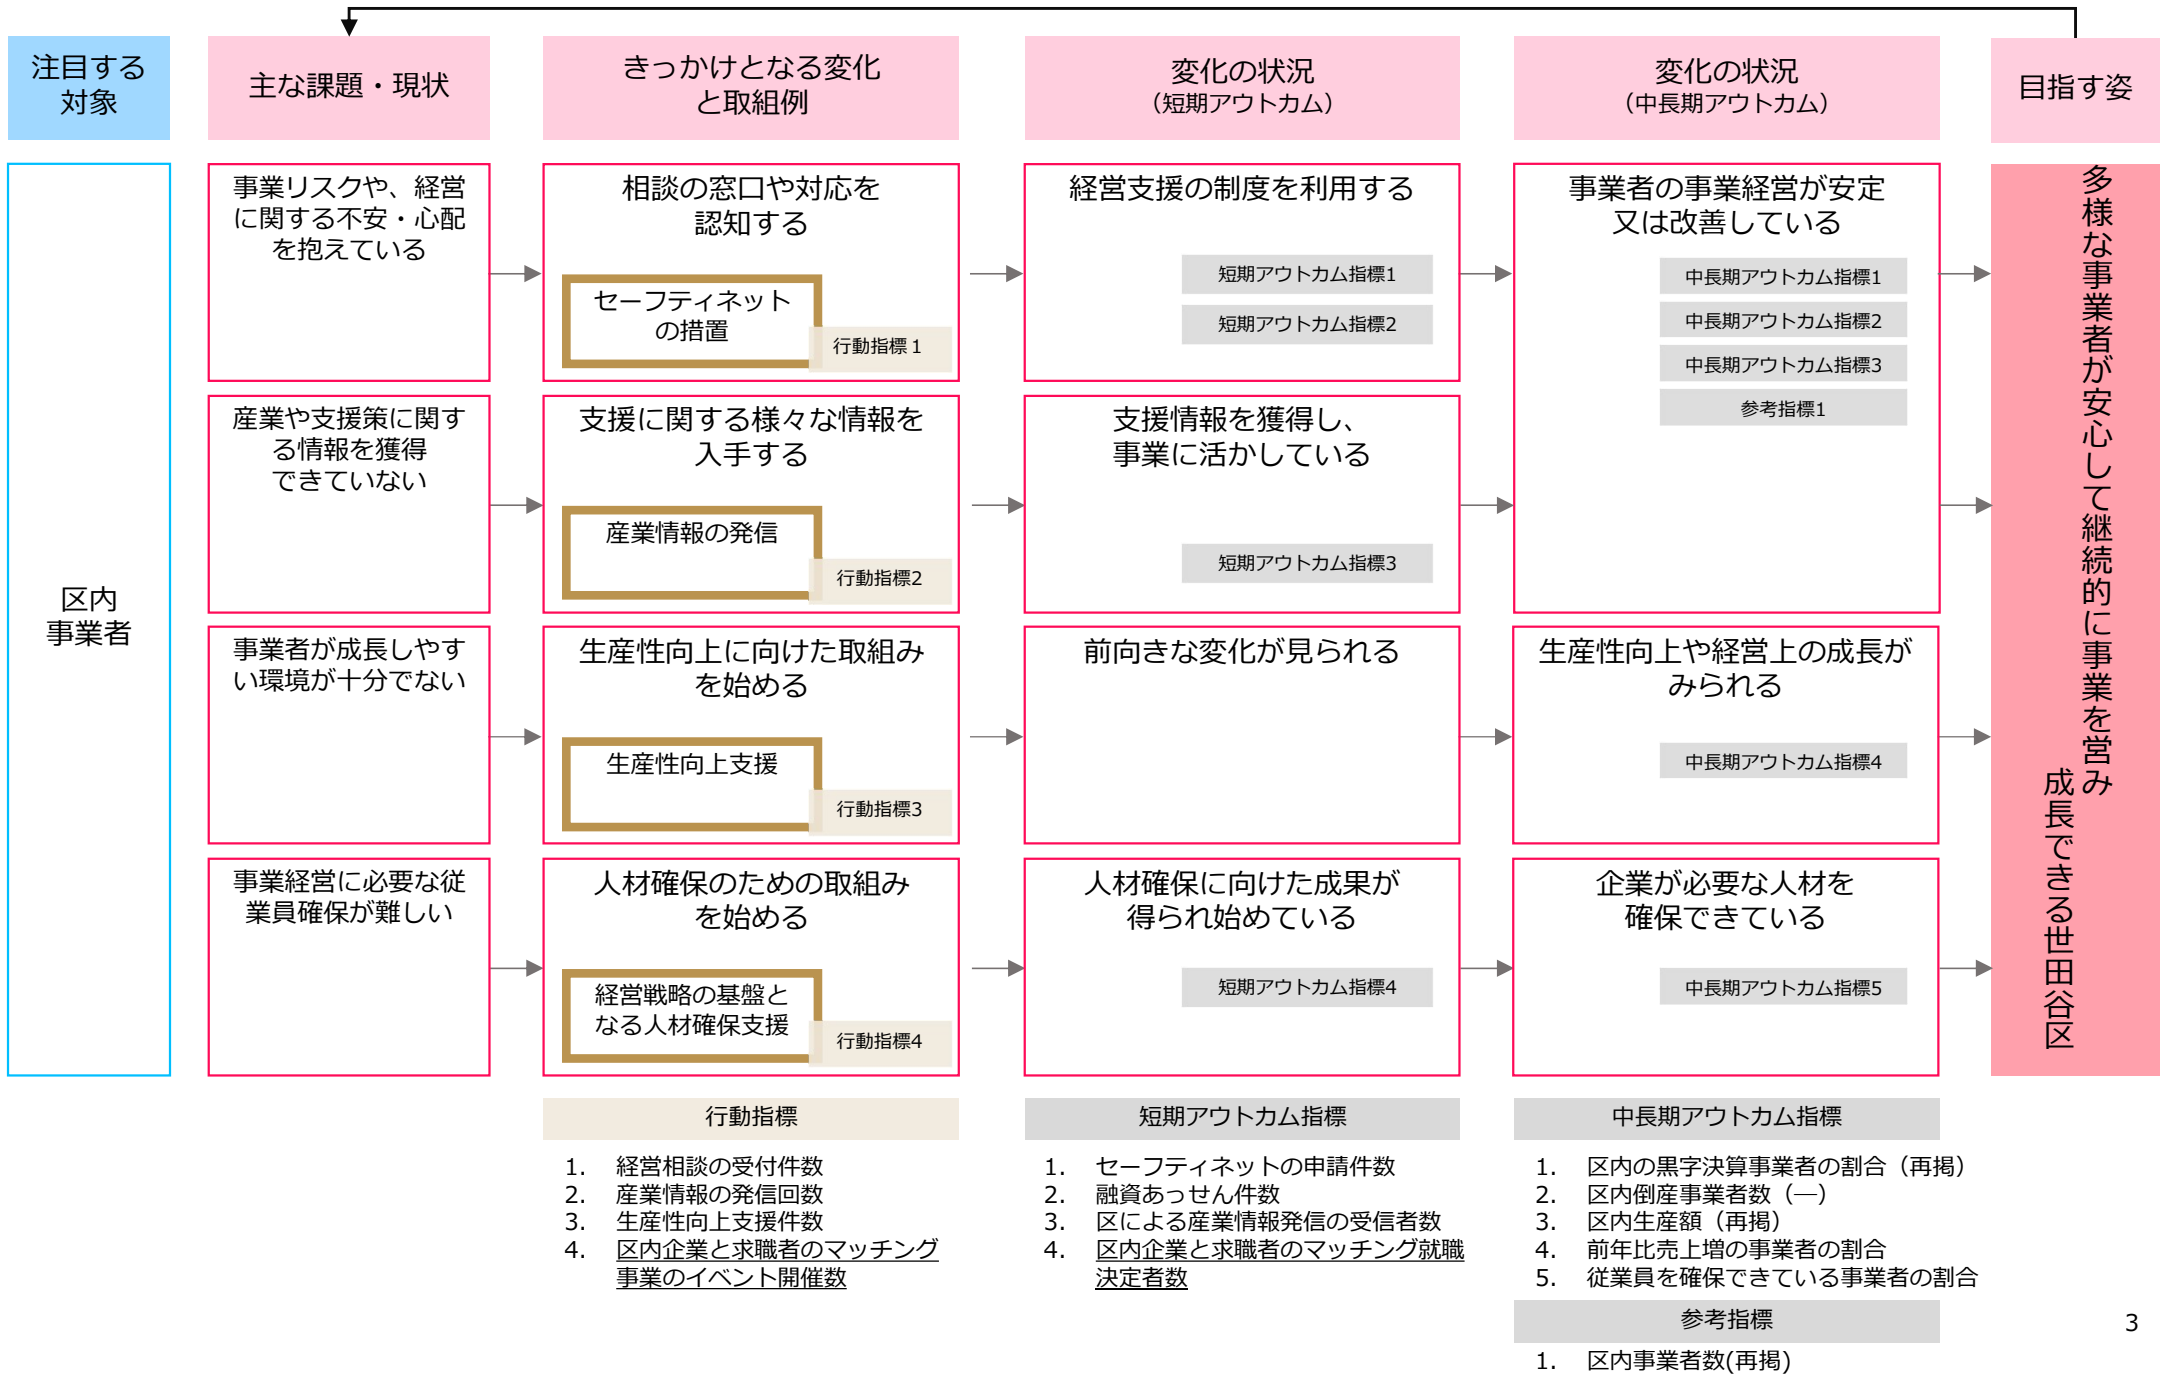 注目する
対象
主な課題・現状
きっかけとなる変化
と取組例
変化の状況
（短期アウトカム）
変化の状況
（中長期アウトカム）
目指す姿
区内
事業者
事業リスクや、経営
に関する不安・心配
を抱えている
相談の窓口や対応を
認知する
セーフティネット
の措置
行動指標１
経営支援の制度を利用する
短期アウトカム指標1
短期アウトカム指標2
事業者の事業経営が安定
又は改善している
中長期アウトカム指標1
中長期アウトカム指標2
中長期アウトカム指標3
参考指標1
産業や支援策に関す
る情報を獲得
できていない
支援に関する様々な情報を
入手する
産業情報の発信
行動指標2
支援情報を獲得し、
事業に活かしている
短期アウトカム指標3
事業者が成長しやす
い環境が十分でない
生産性向上に向けた取組み
を始める
生産性向上支援
行動指標3
前向きな変化が見られる
生産性向上や経営上の成長が
みられる
中長期アウトカム指標4
事業経営に必要な従
業員確保が難しい
人材確保のための取組み
を始める
経営戦略の基盤と
なる人材確保支援
行動指標4
人材確保に向けた成果が
得られ始めている
短期アウトカム指標4
企業が必要な人材を
確保できている
中長期アウトカム指標5
多様な事業者が安心して継続的に事業を営み
成長できる世田谷区
行動指標
1. 経営相談の受付件数
2. 産業情報の発信回数
3. 生産性向上支援件数
4. 区内企業と求職者のマッチング
事業のイベント開催数
短期アウトカム指標
1. セーフティネットの申請件数
2. 融資あっせん件数
3. 区による産業情報発信の受信者数
4. 区内企業と求職者のマッチング就職
決定者数
中長期アウトカム指標
1. 区内の黒字決算事業者の割合（再掲）
2. 区内倒産事業者数（―）
3. 区内生産額（再掲）
4. 前年比売上増の事業者の割合
5. 従業員を確保できている事業者の割合
参考指標
1. 区内事業者数(再掲)
3